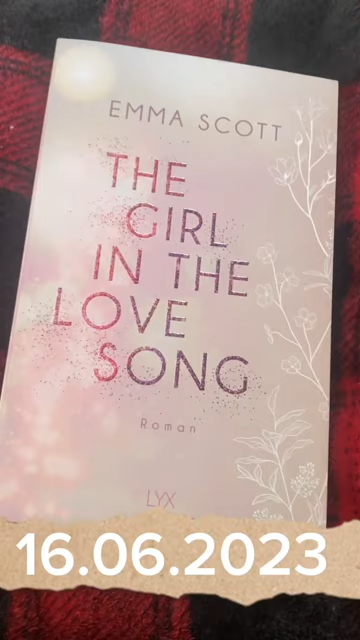 EMMA SCOTT
THE
GIRL
IN THE
LOVE
SONG
Roman
LYX
16.06.2023